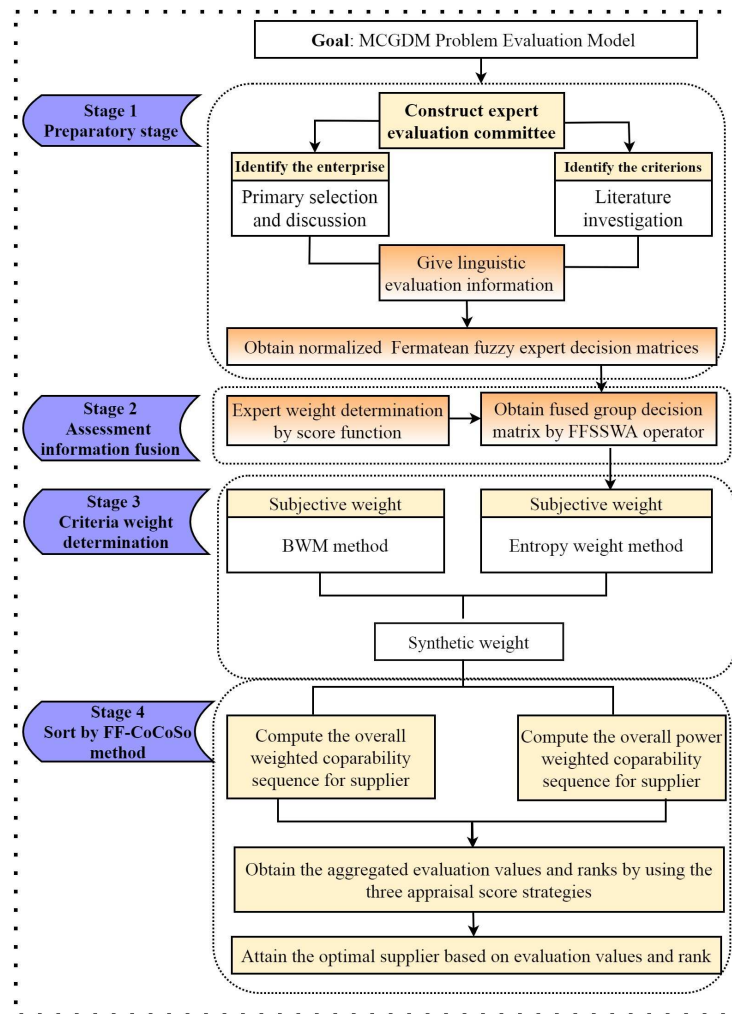 Goal: MCGDM Problem Evaluation Model
Stage 1
Preparatory stage
Construct expert
evaluation committee
Identify the enterprise
Primary selection
and discussion
Identify the criterions
Literature
investigation
Give linguistic
evaluation information
Obtain normalized Fermatean fuzzy expert decision matrices
Stage 2
Assessment
information fusion
Expert weight determination
by score function
Obtain fused group decision
matrix by FFSSWA operator
Stage 3
Criteria weight
determination
Subjective weight
BWM method
Subjective weight
Entropy weight method
Synthetic weight
Stage 4
Sort by FF-CoCoSo
method
Compute the overall
weighted coparability
sequence for supplier
Compute the overall power
weighted coparability
sequence for supplier
Obtain the aggregated evaluation values and ranks by using the
three appraisal score strategies
Attain the optimal supplier based on evaluation values and rank